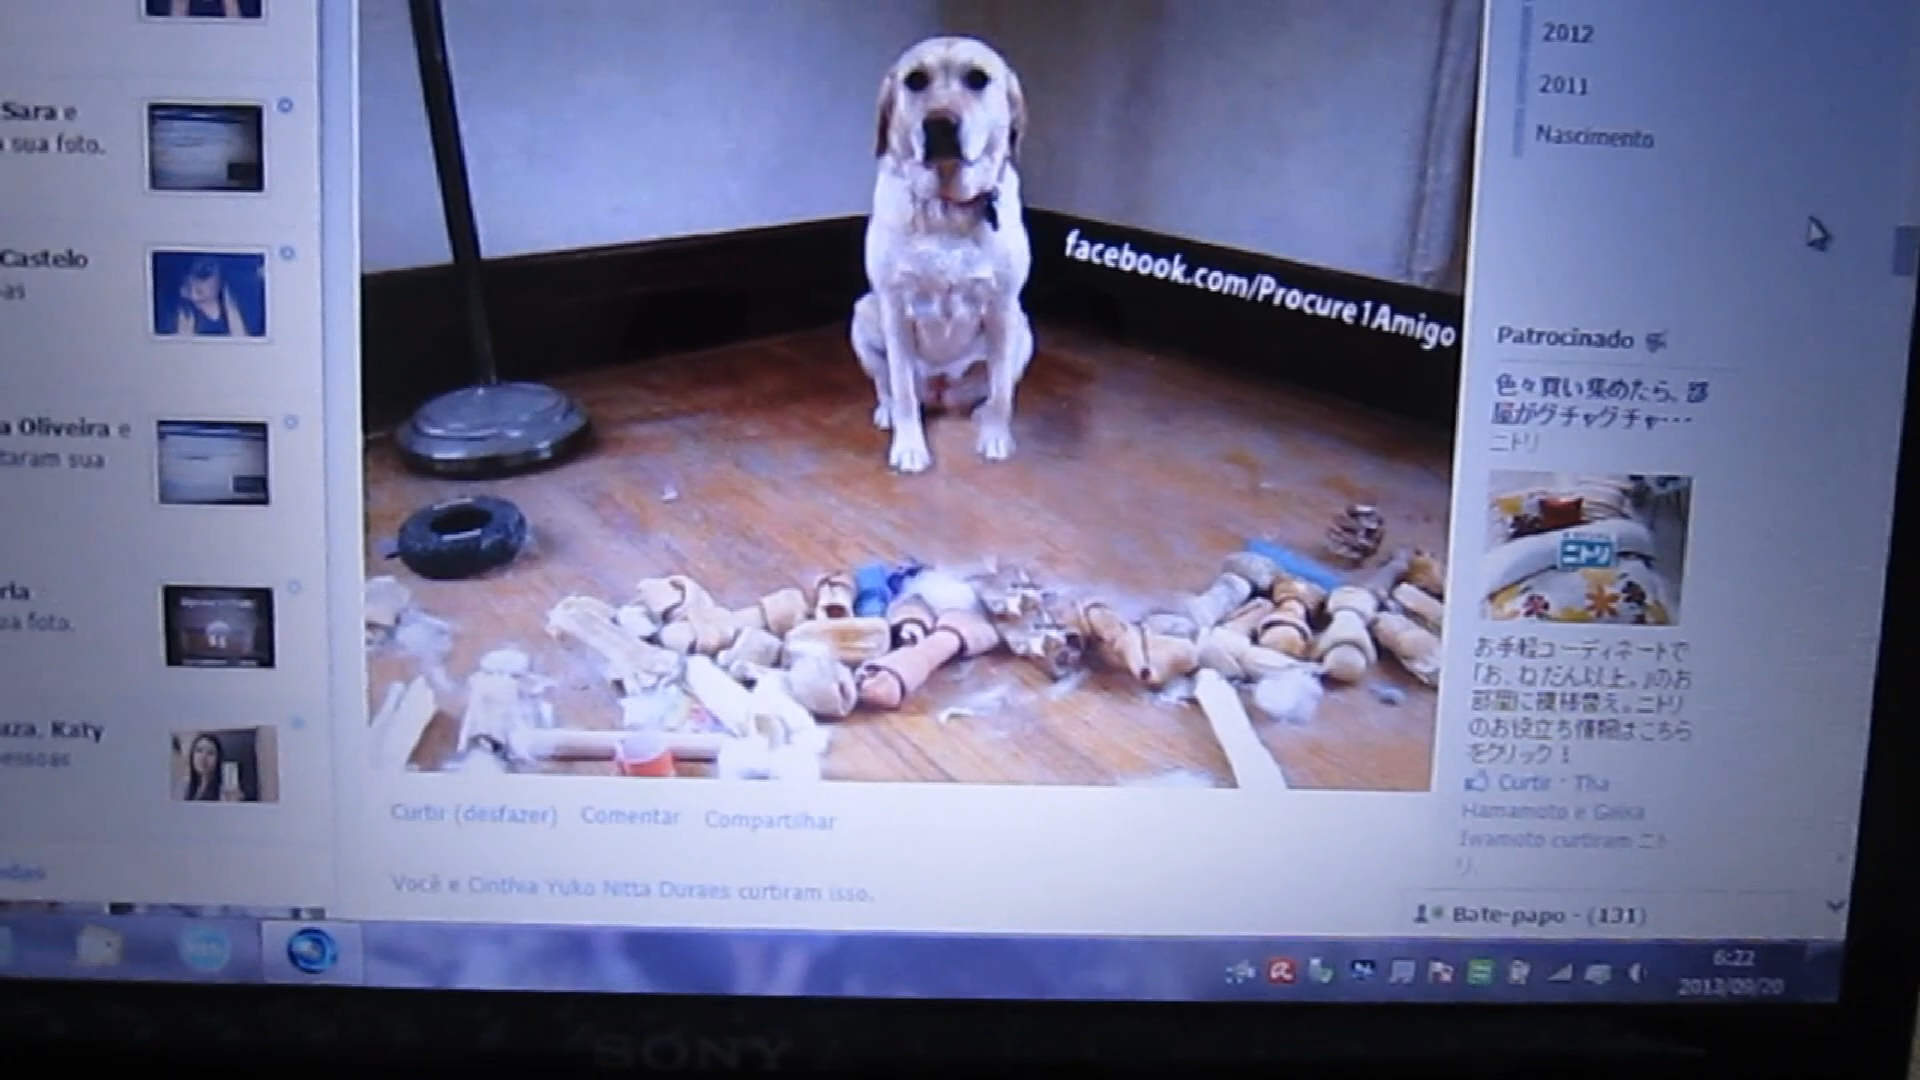 Sara e
sua foto.
Castelo
as
a Oliveira e
taram sua
rla
ua foto.
aza, Katy
essoas
facebook.com/Procure1Amigo
Curtir (desfazer) Comentar Compartilhar
Você e Cinthia Yuko Nitta Duraes curtiram isso.
2012
2011
Nascimento
Patrocinado
色々買い集めたら、部
屋がグチャグチャ・・・
ニトリ
ニトリ
お手軽コーディネートで
「お、ねだん以上。」のお
部屋に模様替え。ニトリ
のお役立ち情報はこちら
をクリック！
Curtir · Tha
Hamamoto e Geisa
Iwamoto curtiram ニト
リ.
Bate-papo - (131)
6:22
2013/09/20
SONY